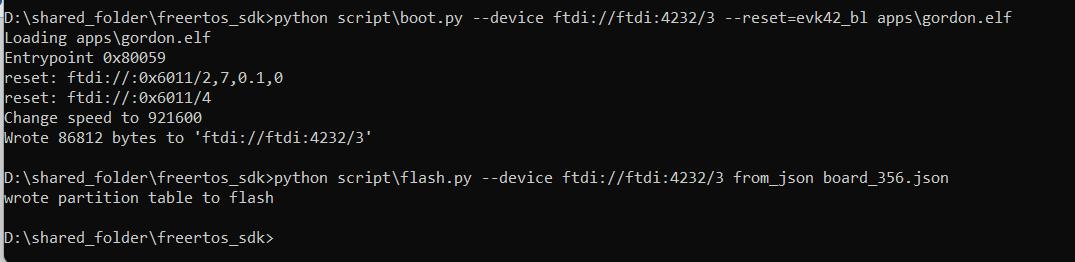 D:\shared_folder\freertos_sdk>python script\boot.py --device ftdi://ftdi:4232/3 --reset=evk42_bl apps\gordon.elf
Loading apps\gordon.elf
Entrypoint 0x80059
reset: ftdi://:0x6011/2,7,0.1,0
reset: ftdi://:0x6011/4
Change speed to 921600
Wrote 86812 bytes to 'ftdi://ftdi:4232/3'
D:\shared_folder\freertos_sdk>python script\flash.py --device ftdi://ftdi:4232/3 from_json board_356.json
wrote partition table to flash
D:\shared_folder\freertos_sdk>